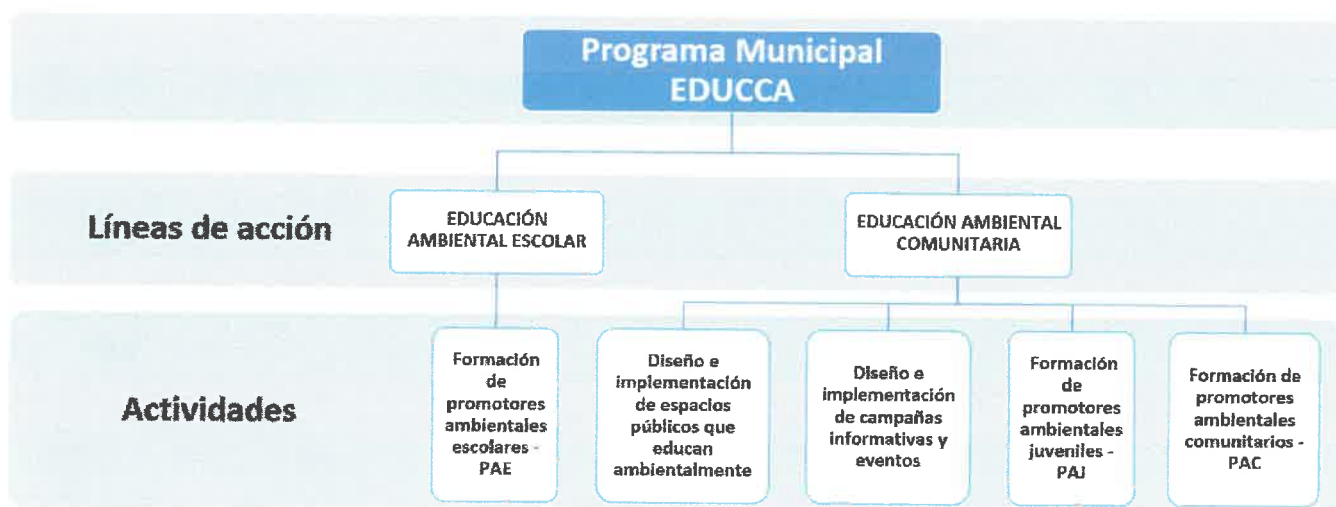 Programa Municipal
EDUCCA
Líneas de acción
EDUCACIÓN
AMBIENTAL ESCOLAR
EDUCACIÓN AMBIENTAL
COMUNITARIA
Actividades
Formación
de
promotores
ambientales
escolares -
PAE
Diseño e
implementación
de espacios
públicos que
educan
ambientalmente
Diseño e
implementación
de campañas
informativas y
eventos
Formación
de
promotores
ambientales
juveniles -
PAJ
Formación de
promotores
ambientales
comunitarios -
PAC